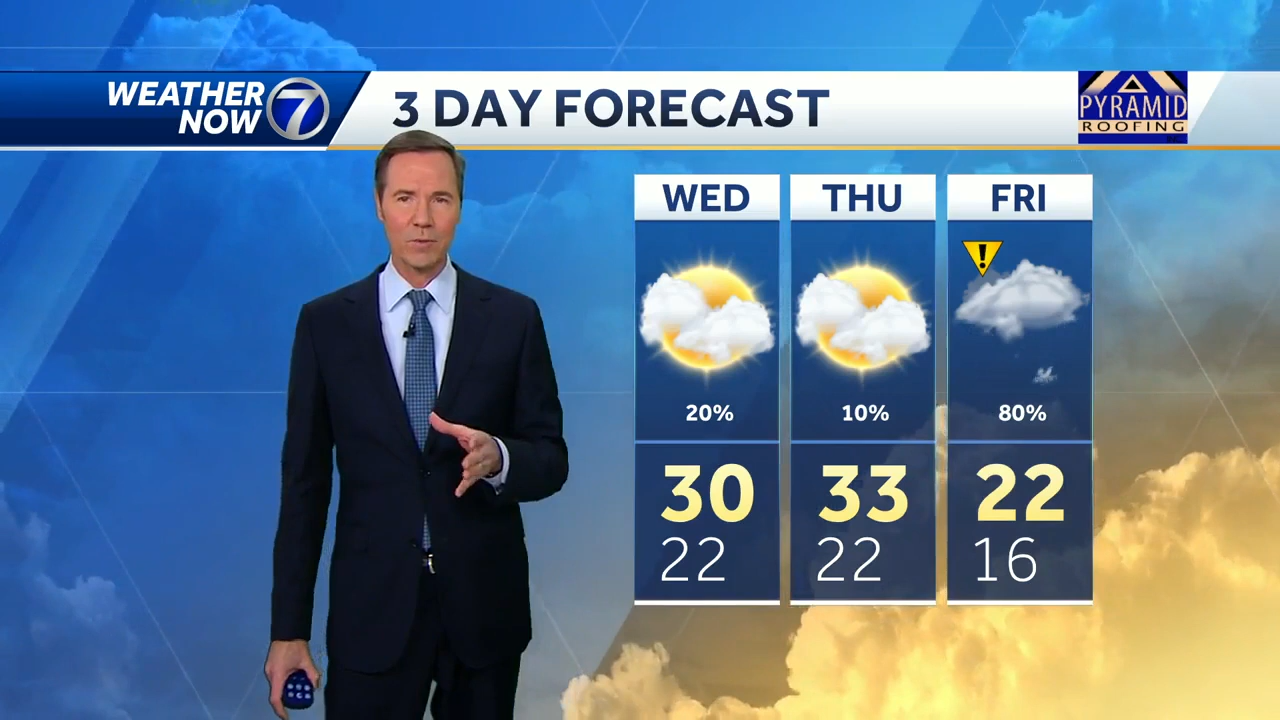 WEATHER
NOW 7
3 DAY FORECAST
PYRAMID
ROOFING
WED
THU
FRI
!
20%
10%
80%
30
33
22
22
22
16